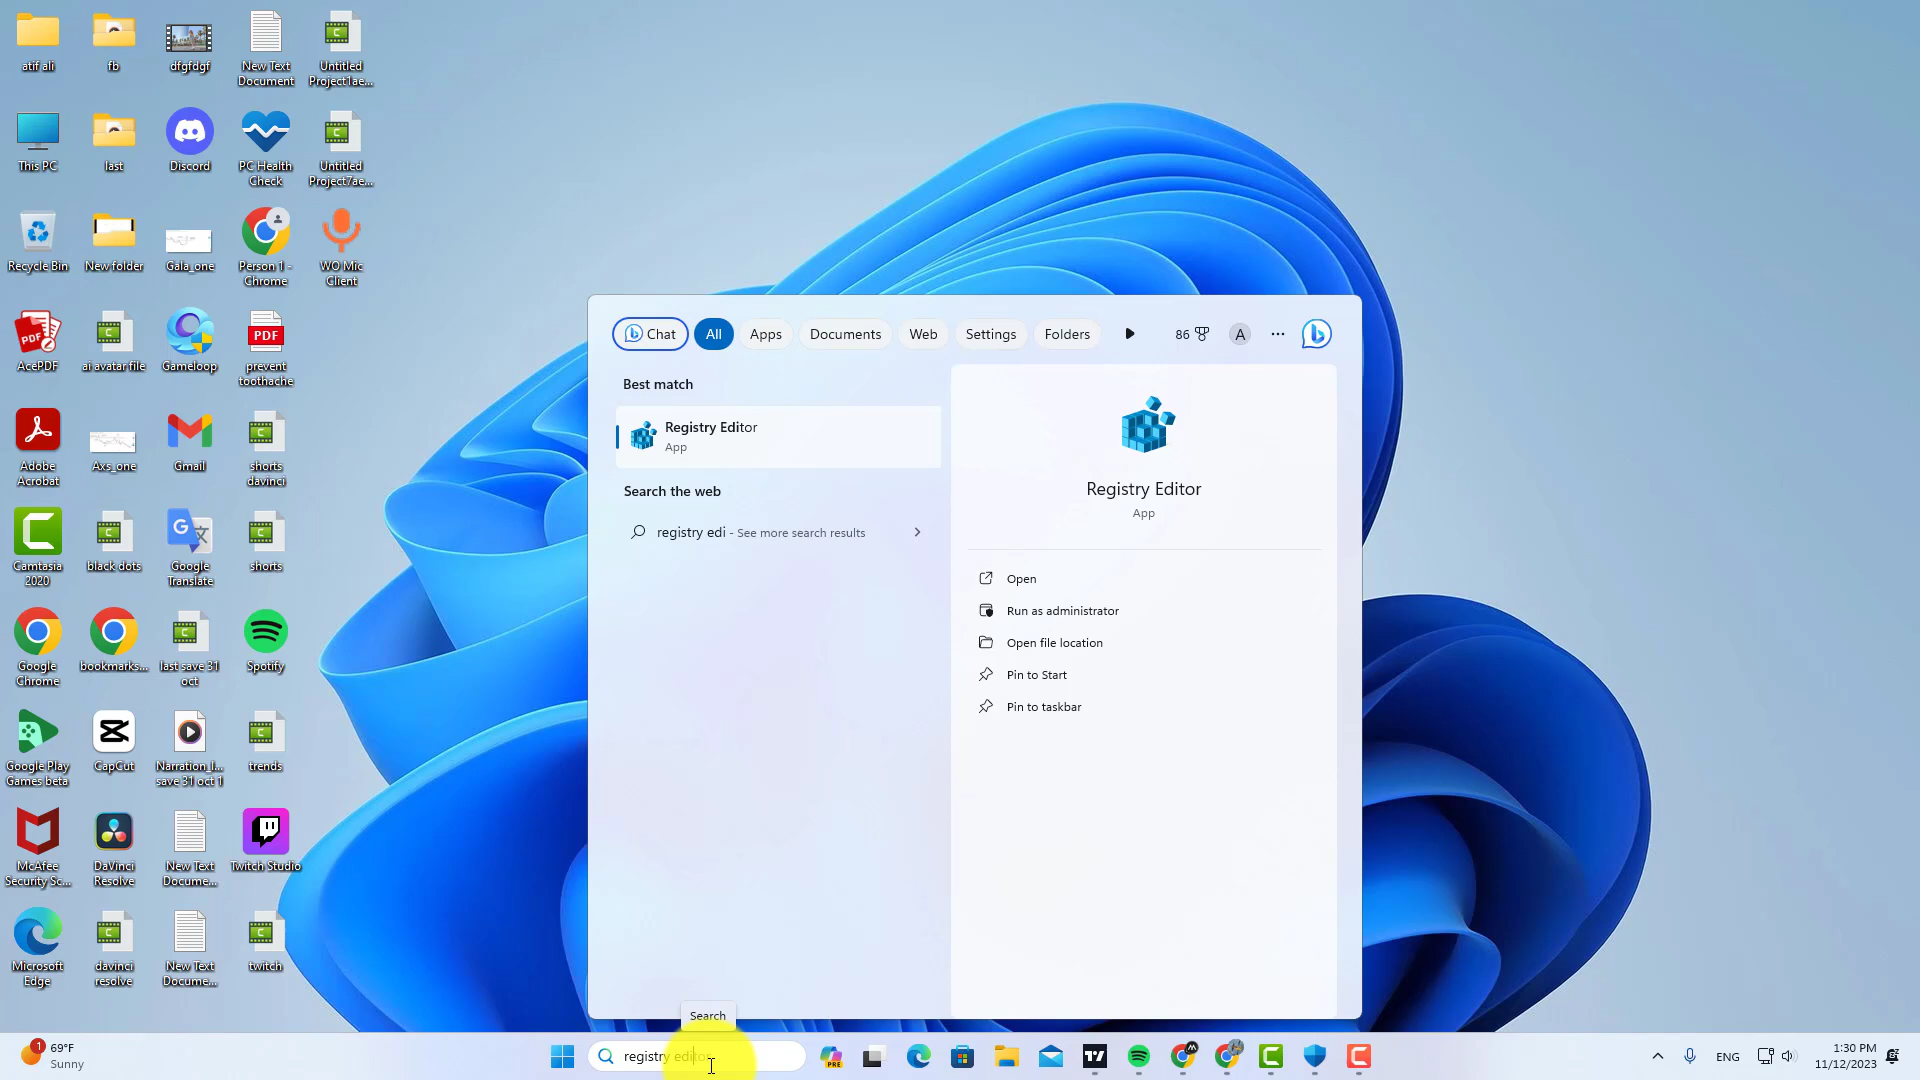 atif ali
fb
dfgfdgf
New Text
Document
Untitled
Project1ae...
This PC
last
Discord
PC Health
Check
Untitled
Project7ae...
Recycle Bin
New folder
Gala_one
Person 1 -
Chrome
WO Mic
Client
AcePDF
ai avatar file
Gameloop
PDF
prevent
toothache
Adobe
Acrobat
Axs_one
Gmail
shorts
davinci
Camtasia
2020
black dots
Google
Translate
shorts
Google
Chrome
bookmarks...
last save 31
oct
Spotify
Google Play
Games beta
CapCut
Narration_l...
save 31 oct 1
trends
McAfee
Security Sc...
DaVinci
Resolve
New Text
Docume...
Twitch Studio
Microsoft
Edge
davinci
resolve
New Text
Docume...
twitch
Chat
All
Apps
Documents
Web
Settings
Folders
86
A
Best match
Registry Editor
App
Search the web
registry edi - See more search results
Registry Editor
App
Open
Run as administrator
Open file location
Pin to Start
Pin to taskbar
Search
1
69°F
Sunny
registry editor
PRE
ENG
1:30 PM
11/12/2023